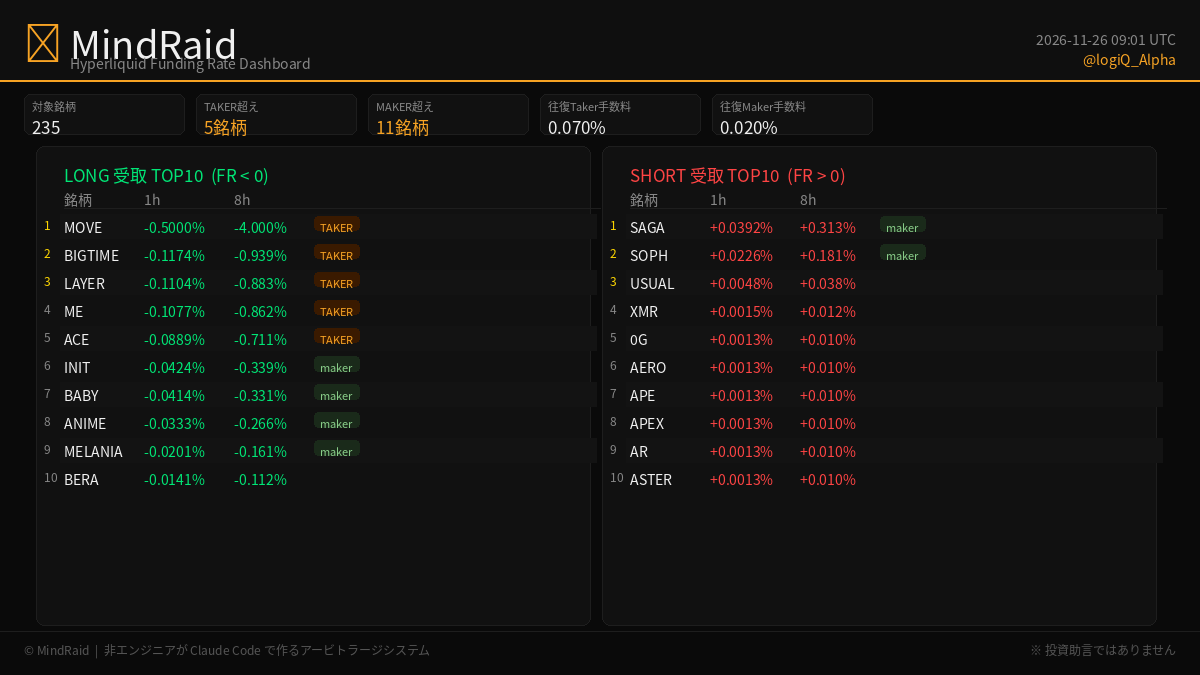 MindRaid
Hyperliquid Funding Rate Dashboard
2026-11-26 09:01 UTC
@logiQ_Alpha
対象銘柄
235
TAKER超え
5銘柄
MAKER超え
11銘柄
往復Taker手数料
0.070%
往復Maker手数料
0.020%
LONG 受取 TOP10 (FR < 0)
銘柄 1h 8h
1 MOVE -0.5000% -4.000% TAKER
2 BIGTIME -0.1174% -0.939% TAKER
3 LAYER -0.1104% -0.883% TAKER
4 ME -0.1077% -0.862% TAKER
5 ACE -0.0889% -0.711% TAKER
6 INIT -0.0424% -0.339% maker
7 BABY -0.0414% -0.331% maker
8 ANIME -0.0333% -0.266% maker
9 MELANIA -0.0201% -0.161% maker
10 BERA -0.0141% -0.112%
SHORT 受取 TOP10 (FR > 0)
銘柄 1h 8h
1 SAGA +0.0392% +0.313% maker
2 SOPH +0.0226% +0.181% maker
3 USUAL +0.0048% +0.038%
4 XMR +0.0015% +0.012%
5 0G +0.0013% +0.010%
6 AERO +0.0013% +0.010%
7 APE +0.0013% +0.010%
8 APEX +0.0013% +0.010%
9 AR +0.0013% +0.010%
10 ASTER +0.0013% +0.010%
© MindRaid | 非エンジニアが Claude Code で作るアービトラージシステム
※ 投資助言ではありません